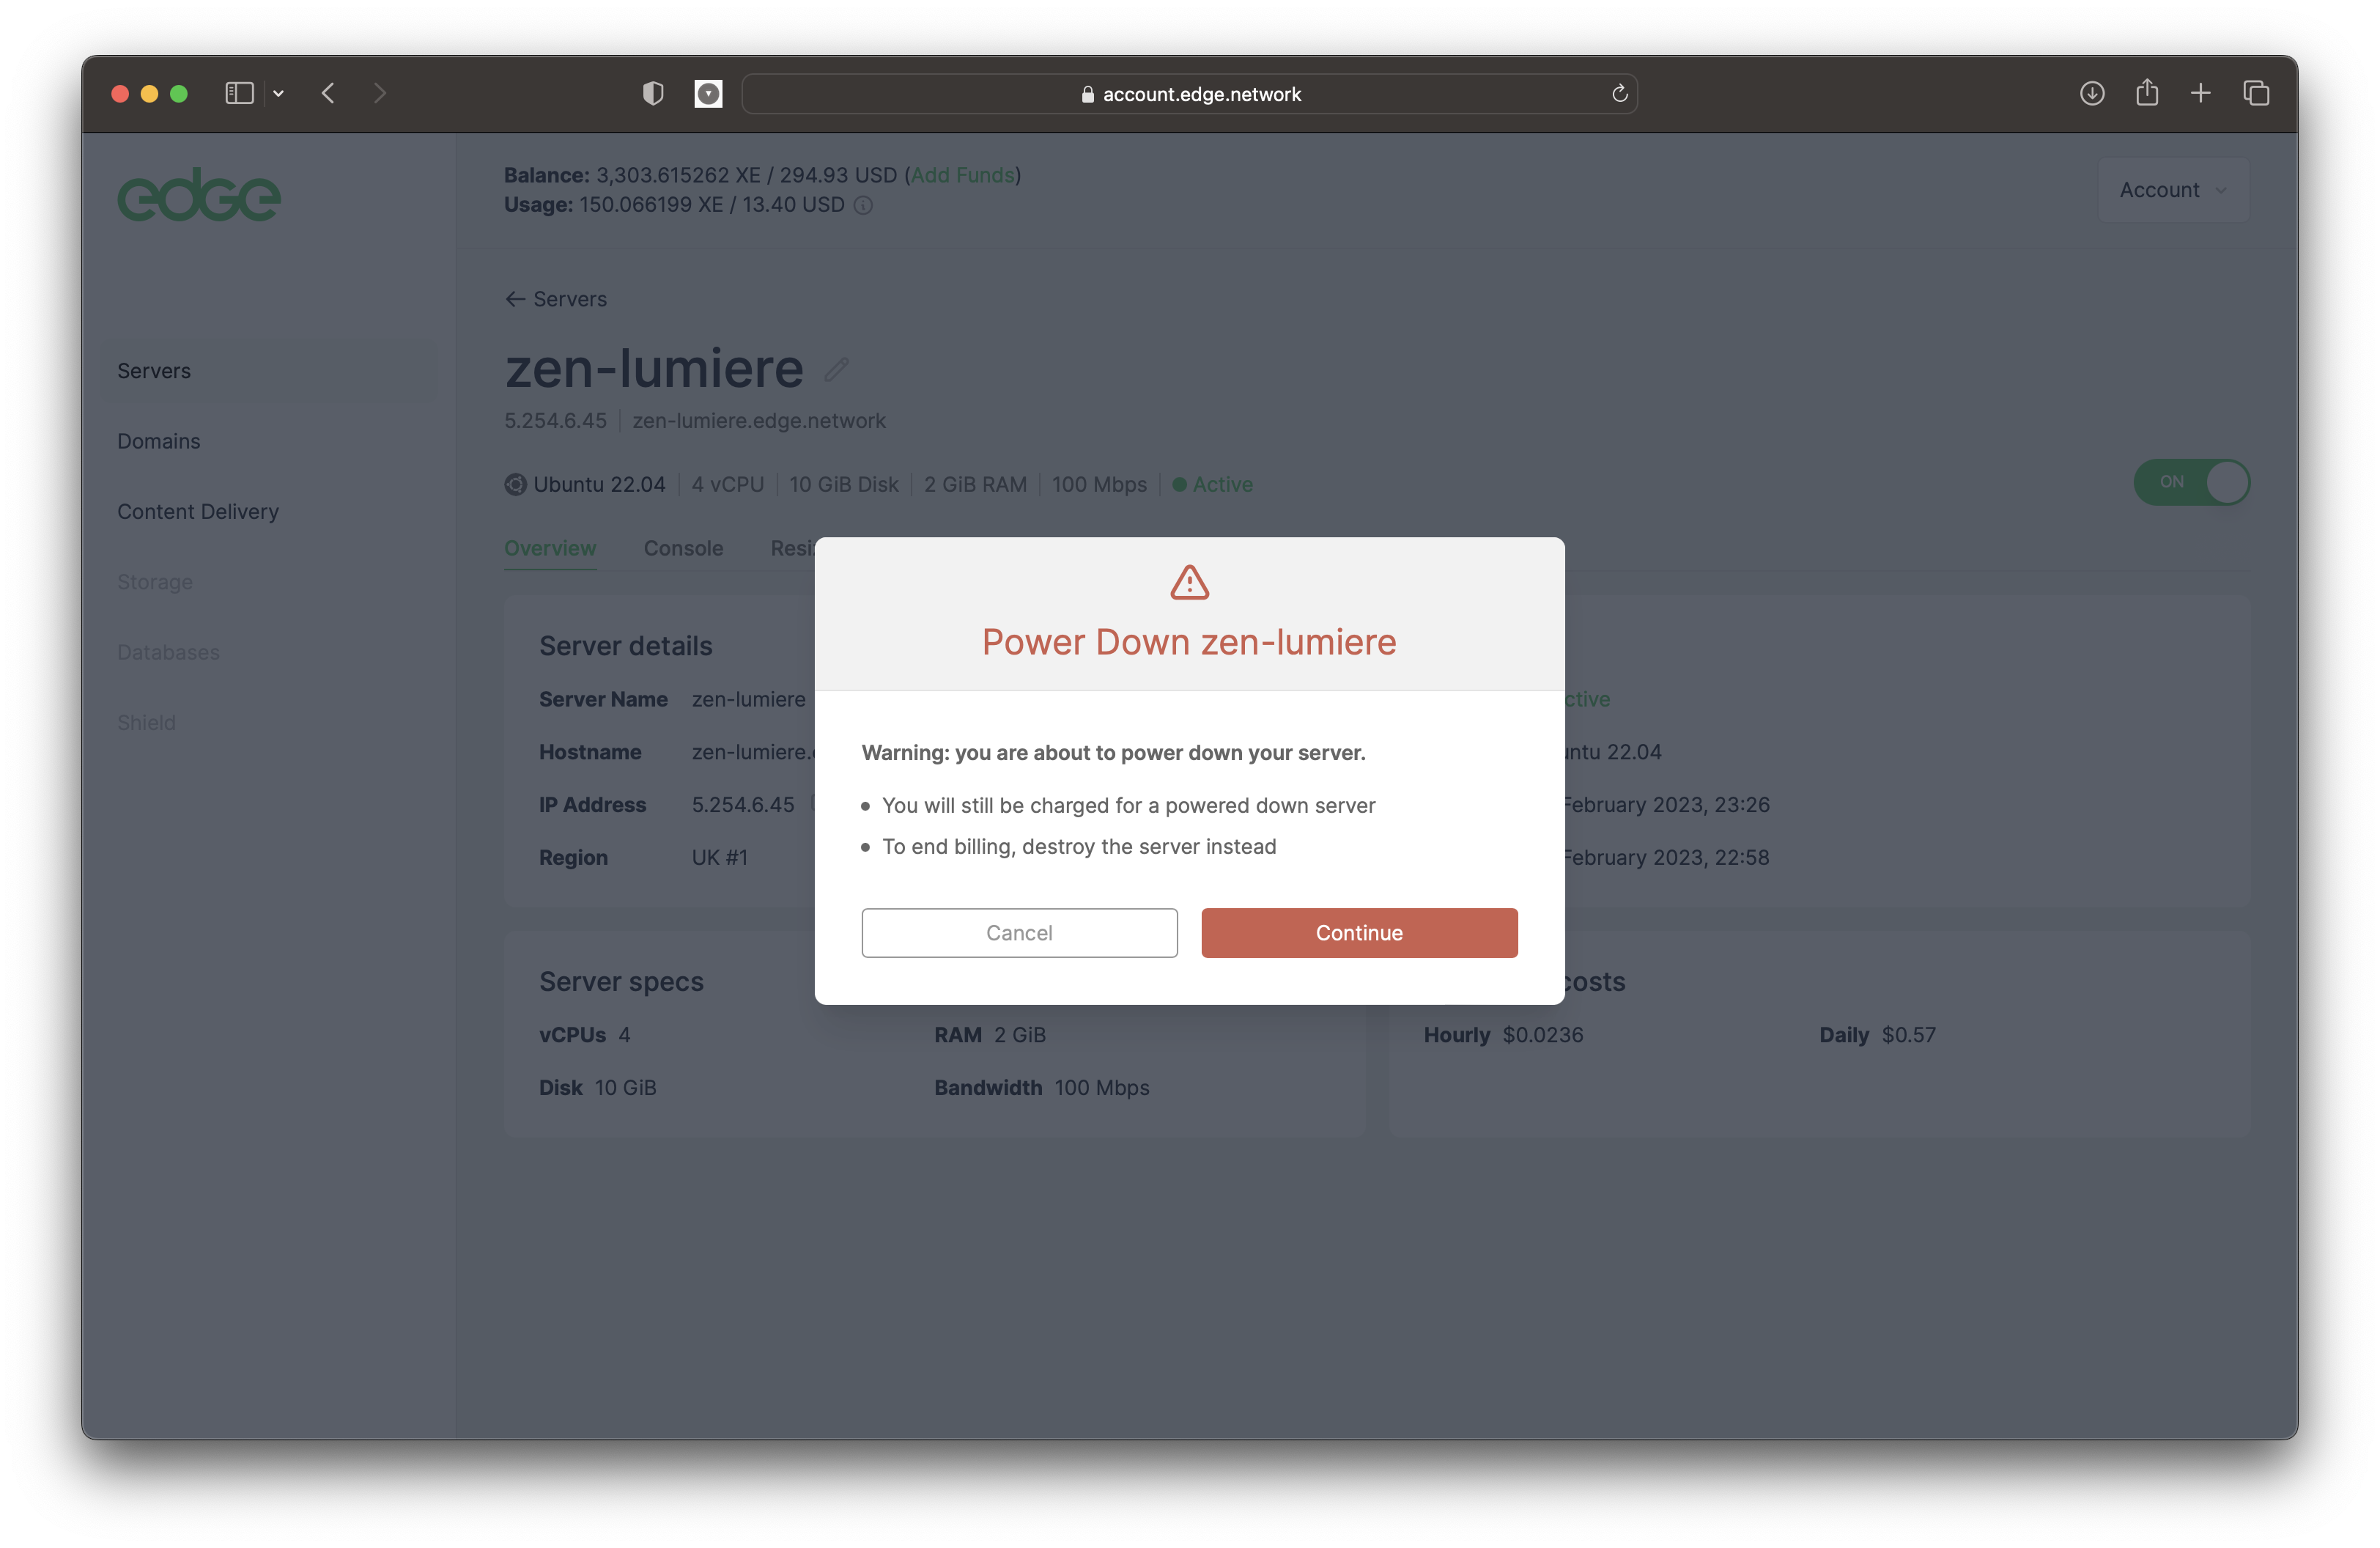 account.edge.network
edge
Balance: 3,303.615262 XE / 294.93 USD (Add Funds)
Usage: 150.066199 XE / 13.40 USD
Account
Servers
Domains
Content Delivery
Storage
Databases
Shield
← Servers
zen-lumiere
5.254.6.45 | zen-lumiere.edge.network
Ubuntu 22.04 | 4 vCPU | 10 GiB Disk | 2 GiB RAM | 100 Mbps | Active
ON
Overview Console
Power Down zen-lumiere
Warning: you are about to power down your server.
• You will still be charged for a powered down server
• To end billing, destroy the server instead
Cancel
Continue
Server details
Server Name zen-lumiere
Hostname zen-lumiere.
IP Address 5.254.6.45
Region UK #1
22.04
February 2023, 23:26
February 2023, 22:58
Server specs
vCPUs 4
RAM 2 GiB
Disk 10 GiB
Bandwidth 100 Mbps
costs
Hourly $0.0236
Daily $0.57